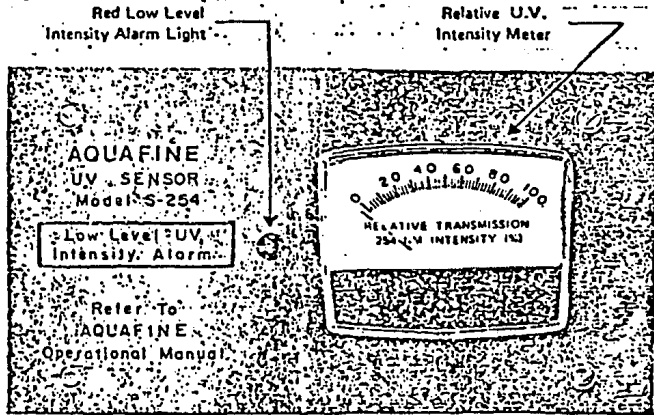 Red Low Level
Intensity Alarm Light
Relative U.V.
Intensity Meter
AQUAFINE
UV SENSOR
Model S-254
Low Level UV
Intensity Alarm
Refer To
AQUAFINE
Operational Manual
0 20 40 60 80 100
RELATIVE TRANSMISSION
INTENSITY (%)